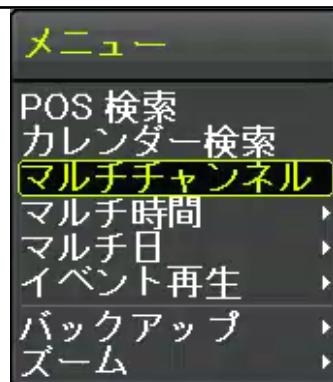 メニュー
POS 検索
カレンダー検索
マルチチャンネル
マルチ時間
マルチ日
イベント再生
バックアップ
ズーム